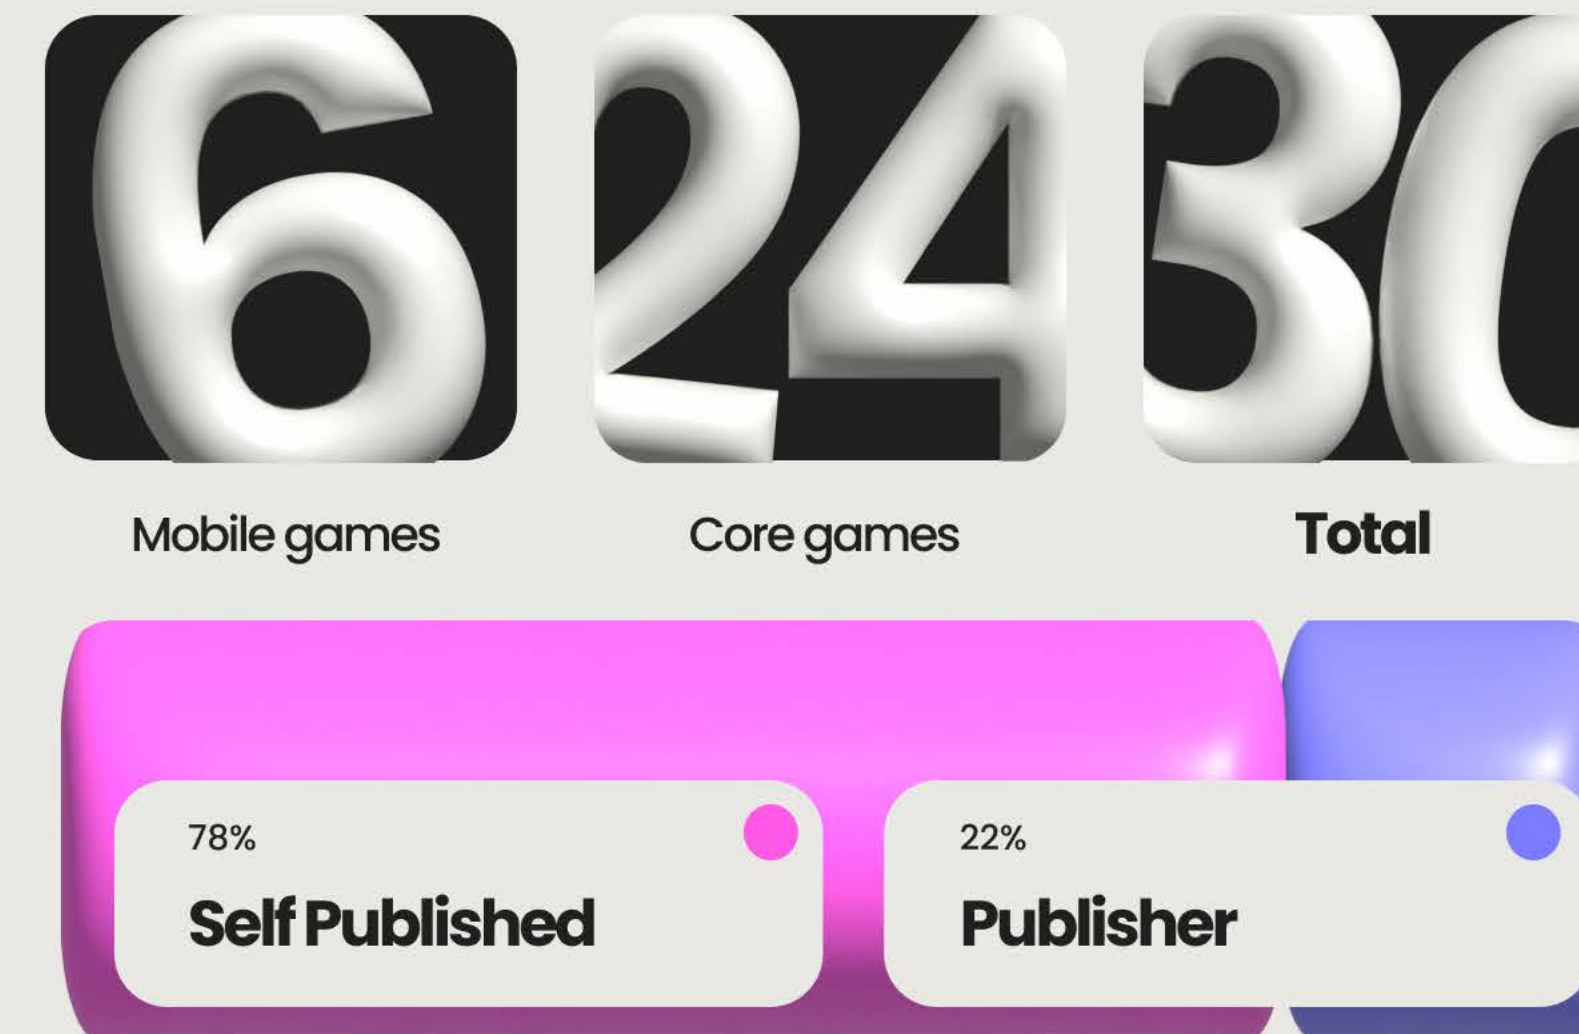 6
24
30
Mobile games
Core games
Total
78%
Self Published
22%
Publisher